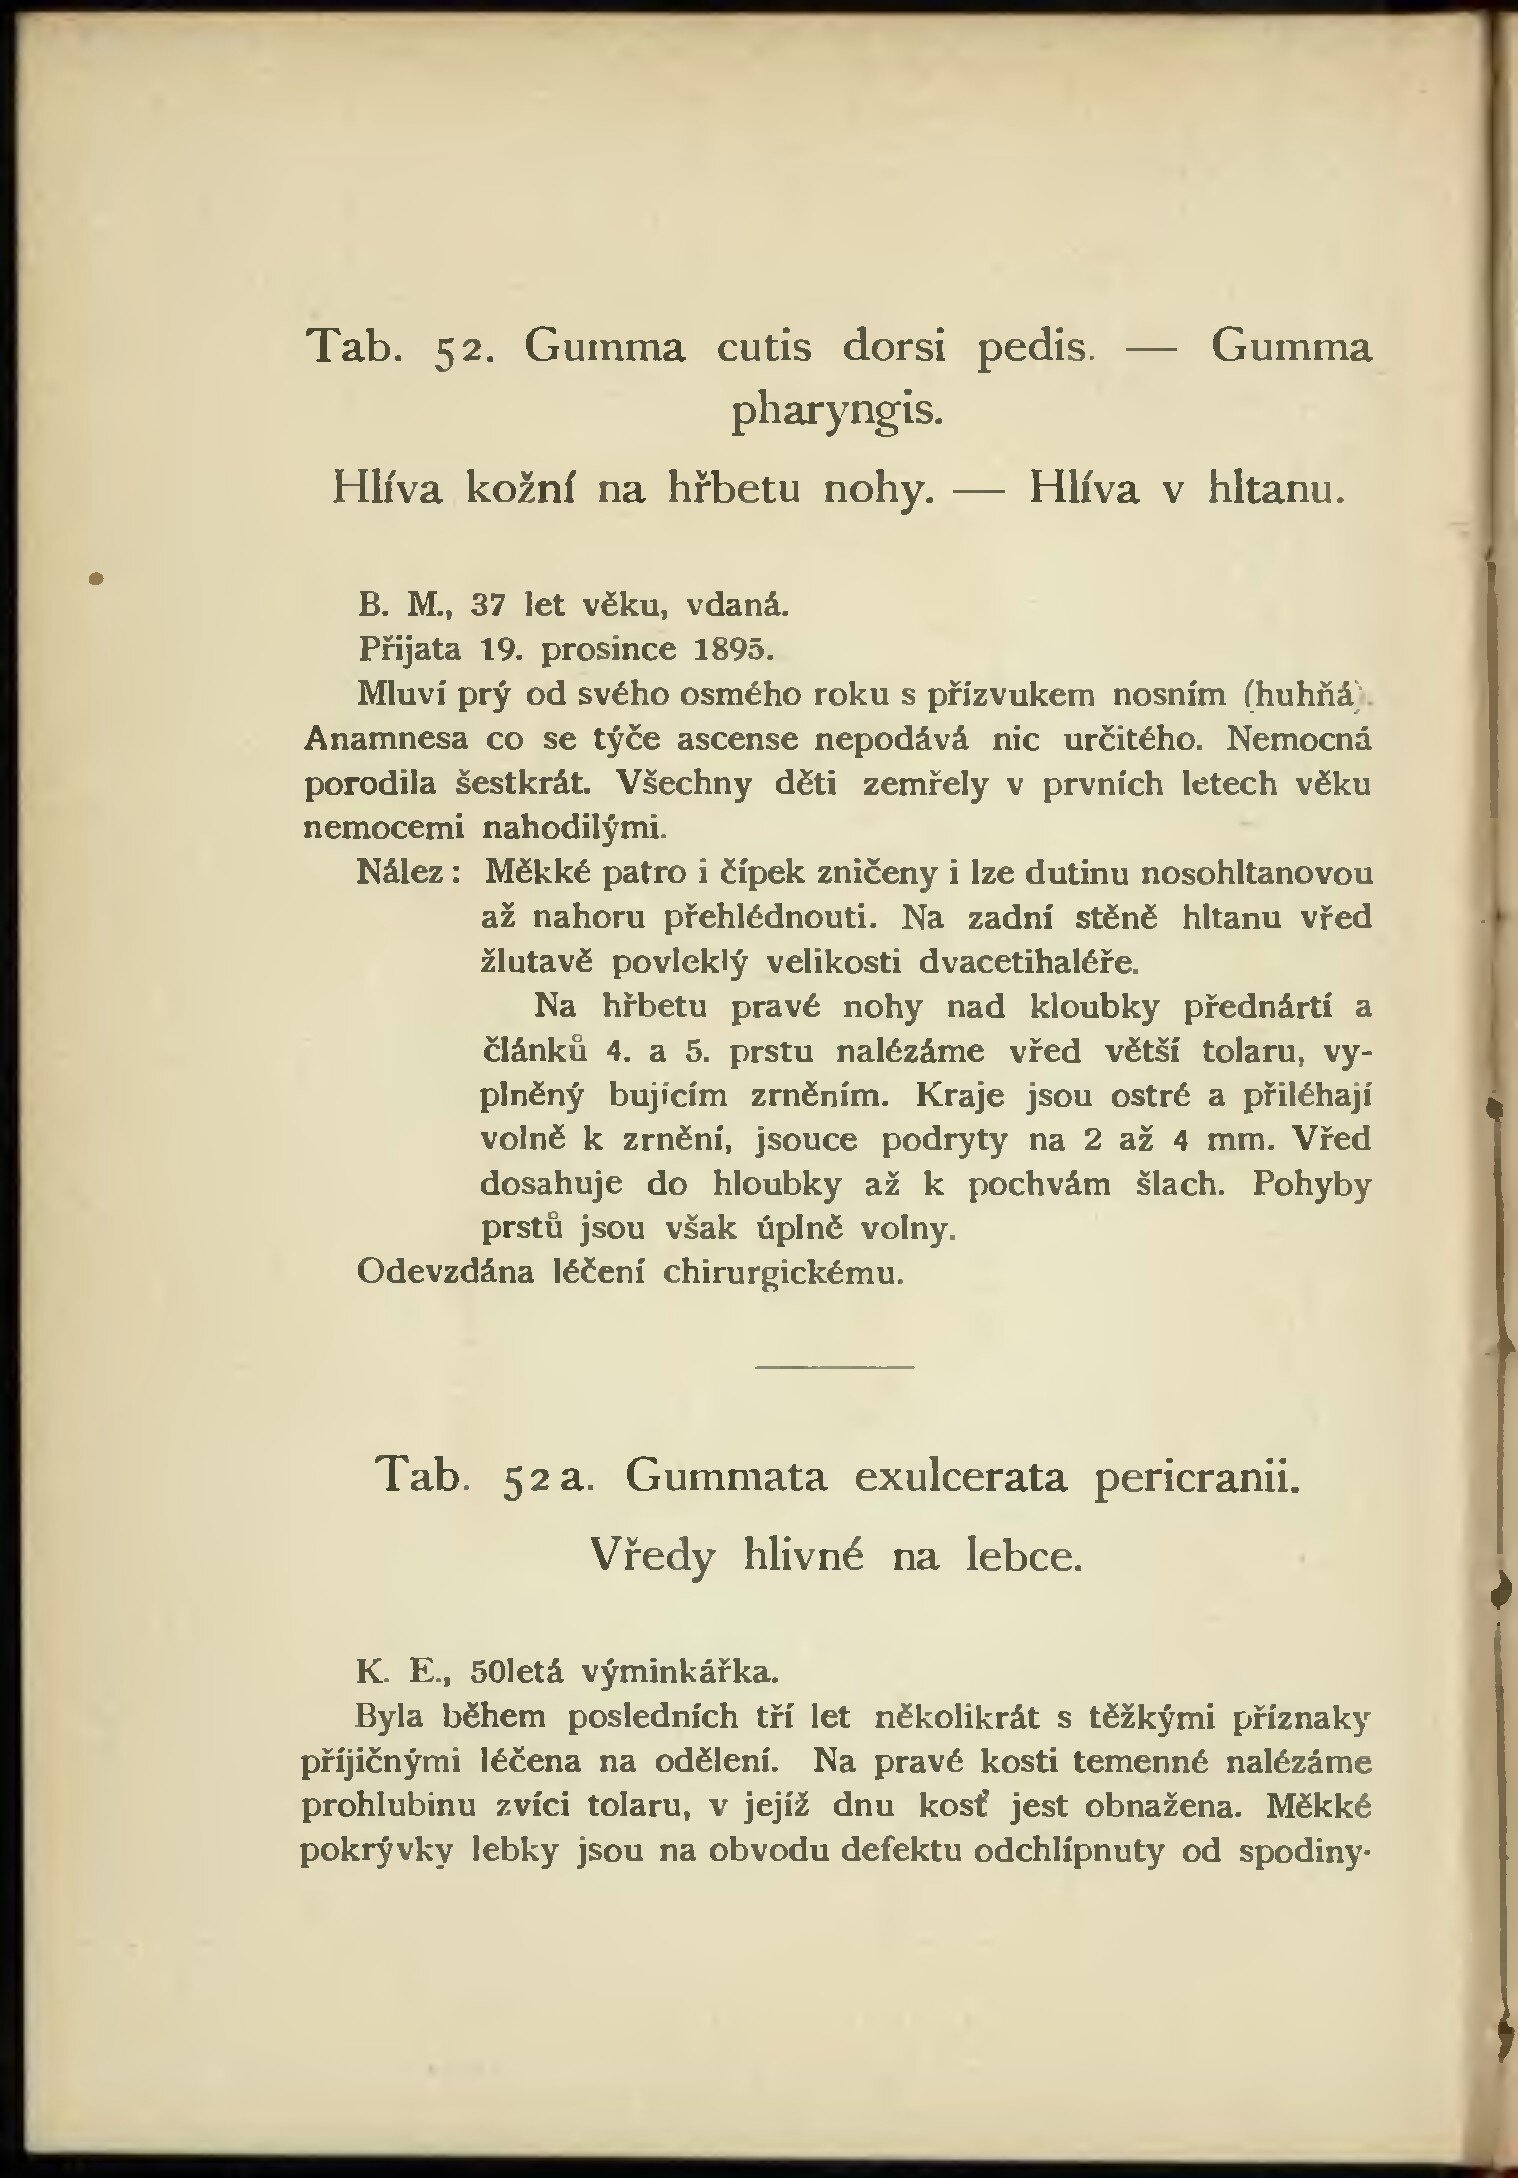 Tab. 52. Gumma cutis dorsi pedis. — Gumma
pharyngis.
Hlíva kožní na hřbetu nohy. — Hlíva v hltanu.
B. M., 37 let věku, vdaná.
Přijata 19. prosince 1895.
Mluví prý od svého osmého roku s přízvukem nosním (huhňá).
Anamnesa co se týče ascense nepodává nic určitého. Nemocná
porodila šestkrát. Všechny děti zemřely v prvních letech věku
nemocemi nahodilými.
Nález : Měkké patro i čípek zničeny i lze dutinu nosohltanovou
až nahoru přehlédnouti. Na zadní stěně hltanu vřed
žlutavě povleklý velikosti dvacetihaléře.
Na hřbetu pravé nohy nad kloubky přednártí a
článků 4. a 5. prstu nalézáme vřed větší tolaru, vy-
plněný bujícím zrněním. Kraje jsou ostré a přiléhají
volně k zrnění, jsouce podryty na 2 až 4 mm. Vřed
dosahuje do hloubky až k pochvám šlach. Pohyby
prstů jsou však úplně volny.
Odevzdána léčení chirurgickému.
Tab. 52 a. Gummata exulcerata pericranii.
Vředy hlivné na lebce.
K. E., 50letá výminkářka.
Byla během posledních tří let několikrát s těžkými příznaky
příjičnými léčena na odělení. Na pravé kosti temenné nalézáme
prohlubinu zvíci tolaru, v jejíž dnu kosť jest obnažena. Měkké
pokrývky lebky jsou na obvodu defektu odchlípnuty od spodiny·